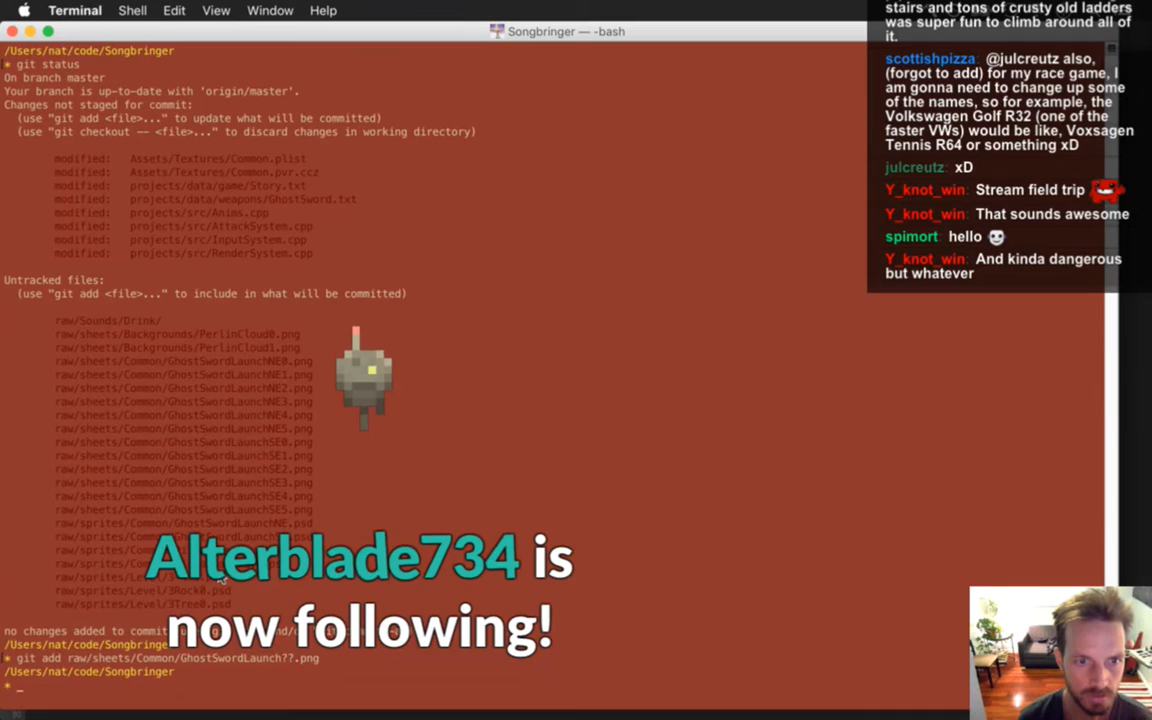 Terminal Shell Edit View Window Help
Songbringer — -bash
/Users/nat/code/Songbringer
* git status
On branch master
Your branch is up-to-date with 'origin/master'.
Changes not staged for commit:
(use "git add <file>..." to update what will be committed)
(use "git checkout -- <file>..." to discard changes in working directory)
modified: Assets/Textures/Common.plist
modified: Assets/Textures/Common.pvr.ccz
modified: projects/data/game/Story.txt
modified: projects/data/weapons/GhostSword.txt
modified: projects/src/Anims.cpp
modified: projects/src/AttackSystem.cpp
modified: projects/src/InputSystem.cpp
modified: projects/src/RenderSystem.cpp
Untracked files:
(use "git add <file>..." to include in what will be committed)
raw/Sounds/Drink/
raw/sheets/Backgrounds/PerlinCloud0.png
raw/sheets/Backgrounds/PerlinCloud1.png
raw/sheets/Common/GhostSwordLaunchNE0.png
raw/sheets/Common/GhostSwordLaunchNE1.png
raw/sheets/Common/GhostSwordLaunchNE2.png
raw/sheets/Common/GhostSwordLaunchNE3.png
raw/sheets/Common/GhostSwordLaunchNE4.png
raw/sheets/Common/GhostSwordLaunchNE5.png
raw/sheets/Common/GhostSwordLaunchSE0.png
raw/sheets/Common/GhostSwordLaunchSE1.png
raw/sheets/Common/GhostSwordLaunchSE2.png
raw/sheets/Common/GhostSwordLaunchSE3.png
raw/sheets/Common/GhostSwordLaunchSE4.png
raw/sheets/Common/GhostSwordLaunchSE5.png
raw/sprites/Common/GhostSwordLaunchNE.psd
raw/sprites/Level/3Rock0.psd
raw/sprites/Level/3Tree0.psd
no changes added to commit
/Users/nat/code/Songbringer
* git add raw/sheets/Common/GhostSwordLaunch??.png
/Users/nat/code/Songbringer
* _
Alterblade734 is
now following!
stairs and tons of crusty old ladders
was super fun to climb around all of
it.
scottishpizza: @julcreutz also,
(forgot to add) for my race game, I
am gonna need to change up some
of the names, so for example, the
Volkswagen Golf R32 (one of the
faster VWs) would be like, Voxsagen
Tennis R64 or something xD
julcreutz: xD
Y_knot_win: Stream field trip
Y_knot_win: That sounds awesome
spimort: hello
Y_knot_win: And kinda dangerous
but whatever